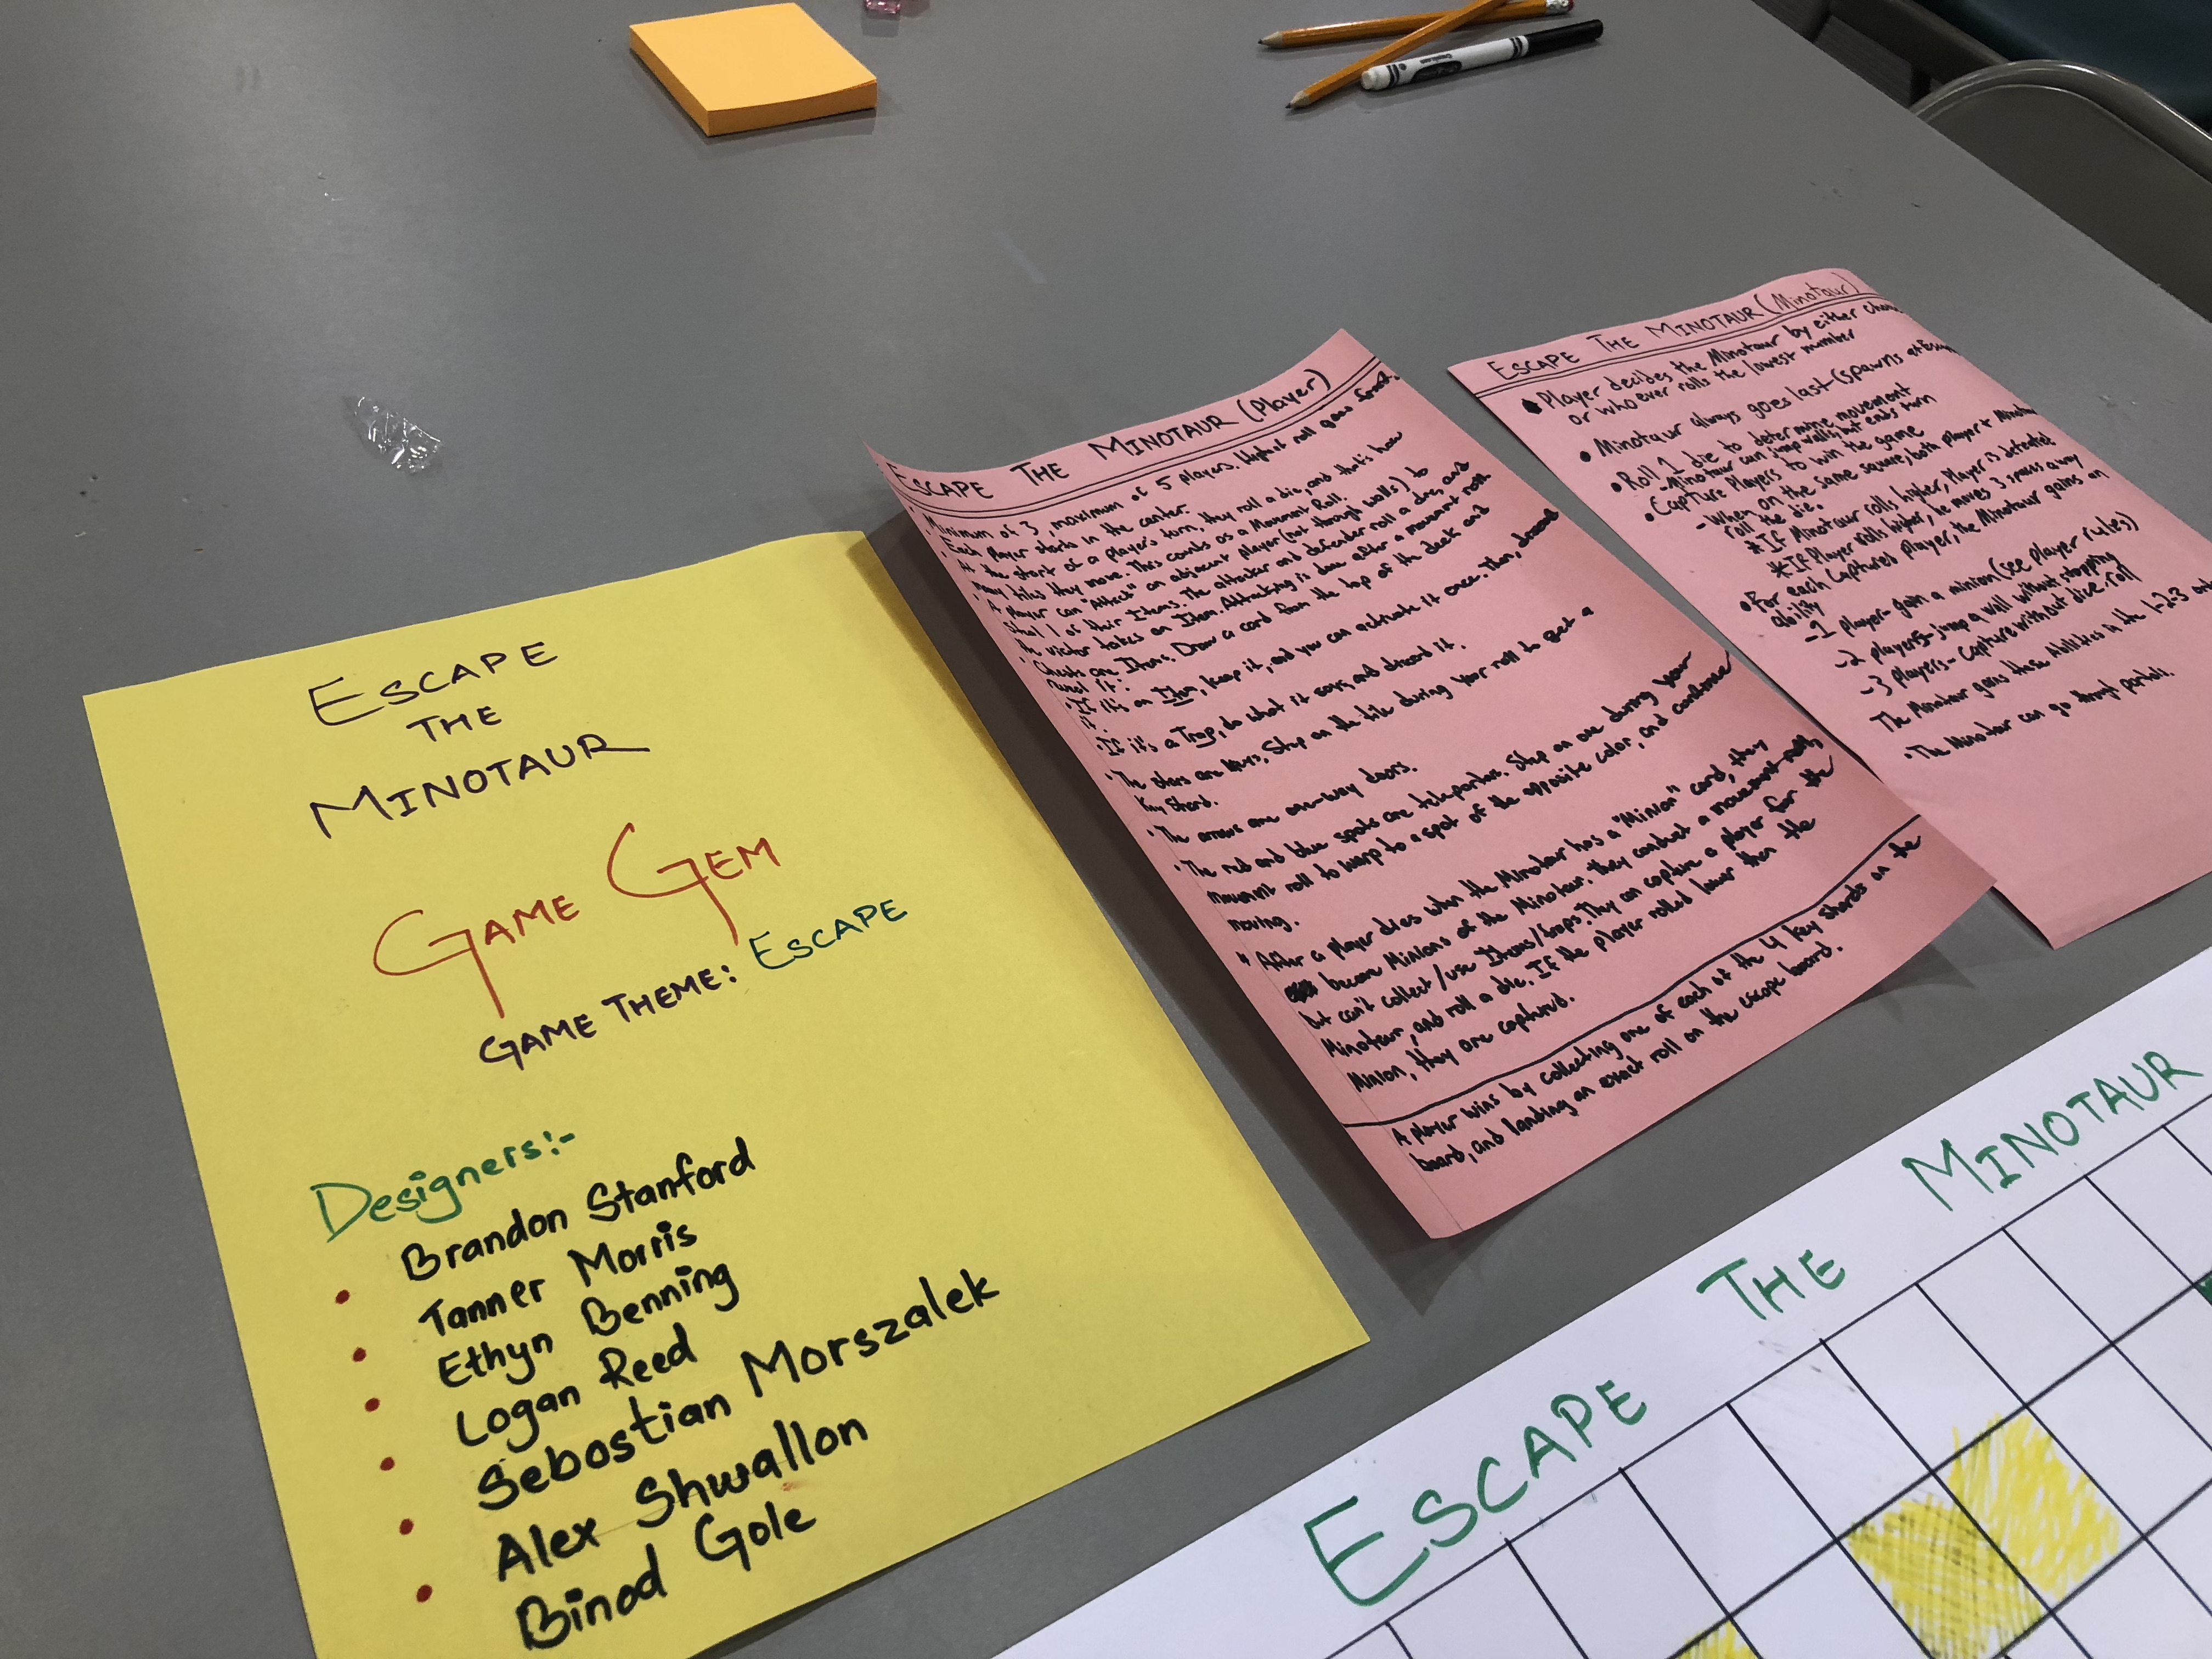 ESCAPE
THE
MINOTAUR
GAME GEM
GAME THEME: ESCAPE
Designers:-
• Brandon Stanford
• Tanner Morris
• Ethyn Benning
• Logan Reed
• Sebostian Morszalek
• Alex Shwallon
Binod Gole
ESCAPE THE MINOTAUR (Player)
• Minimum of 3, maximum of 5 players. Highest roll goes first.
• Each player starts in the center.
• At the start of a player's turn, they roll a die, and that's how
many tiles they move. This counts as a Movement Roll.
• A player can "Attack" an adjacent player (not through walls) to
steal 1 of their Items. The attacker and defender roll a die, and
the victor takes an Item. Attacking is done after a movement roll.
• Chests are Items. Draw a card from the top of the deck and
reveal it:
• If it's an Item, keep it, and you can activate it once. Then, discard
it.
• If it's a Trap, do what it says, and discard it.
• The stars are Keys. Stop on the tile during your roll to get a
Key Shard.
• The arrows are one-way doors.
• The red and blue spots are teleporters. Stop on one during your
movement roll to warp to a spot of the opposite color, and continue
moving.
After a player dies when the Minotaur has a "Minion" card, they
become Minions of the Minotaur. They conduct a movement roll,
but can't collect/use Items/traps. They can capture a player for the
Minotaur, and roll a die. If the player rolled lower then the
Minion, they are captured.
A player wins by collecting one of each of the 4 key shards on the
board, and landing an exact roll on the escape board.
ESCAPE THE MINOTAUR (Minotaur)
• Player decides the Minotaur by either
or who ever rolls the lowest number
• Minotaur always goes last (spawns at
• Roll 1 die to determine movement
- Minotaur can jump walls, but ends turn
• Capture Players to win the game
- When on the same square, both player + Minotaur
roll the die.
* If Minotaur rolls higher, Player is defeated
* If Player rolls higher, he moves 3 spaces away
• For each Captured player, the Minotaur gains an
ability
- 1 player - gain a minion (see player rules)
- 2 players - jump a wall without stopping
- 3 players - Capture without dice roll
The Minotaur gains these Abilities in the 1-2-3
• The Minotaur can go through portals.
ESCAPE THE MINOTAUR